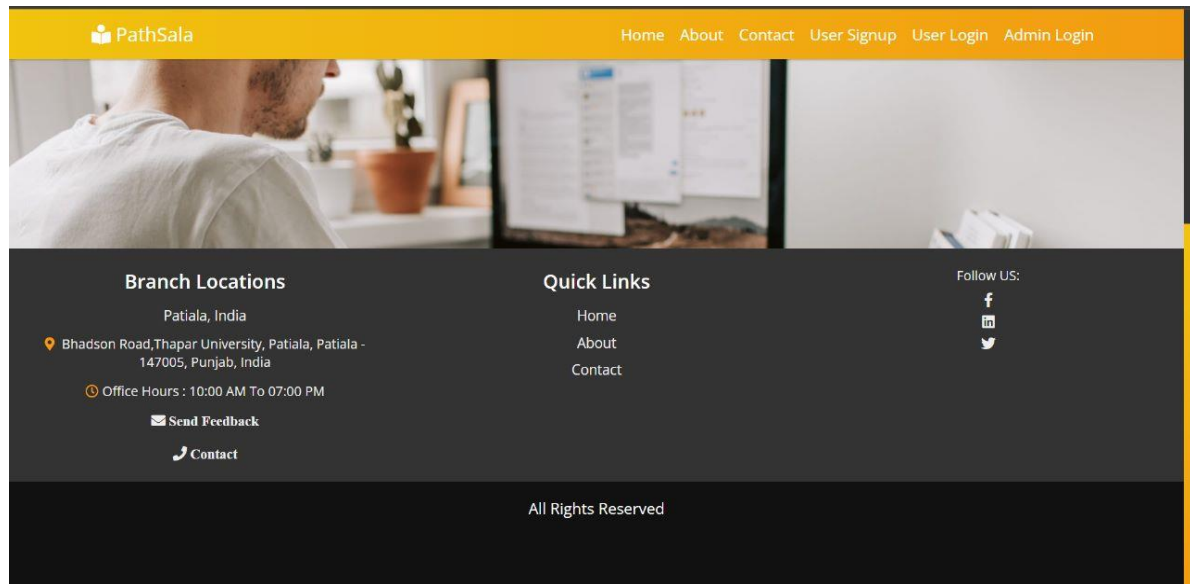 PathSala
Home About Contact User Signup User Login Admin Login
Branch Locations
Patiala, India
Bhadson Road,Thapar University, Patiala, Patiala -
147005, Punjab, India
Office Hours : 10:00 AM To 07:00 PM
Send Feedback
Contact
Quick Links
Home
About
Contact
Follow US:
All Rights Reserved